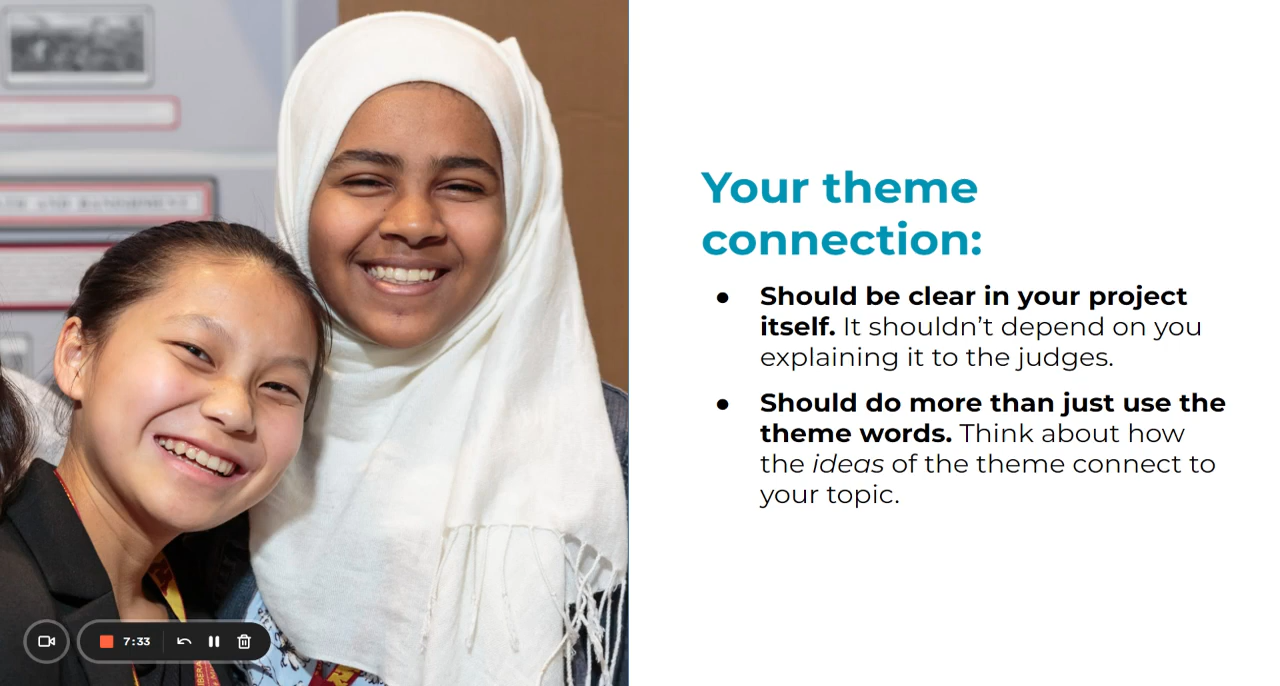 Your theme
connection:
● Should be clear in your project
itself. It shouldn’t depend on you
explaining it to the judges.
● Should do more than just use the
theme words. Think about how
the ideas of the theme connect to
your topic.
7:33